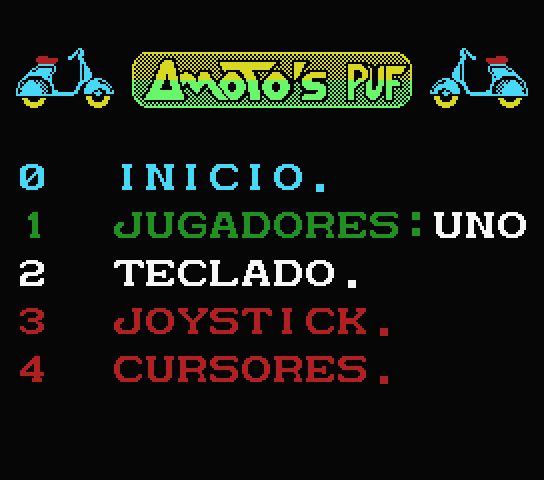 AMOTO'S PUF
0 INICIO.
1 JUGADORES:UNO
2 TECLADO.
3 JOYSTICK.
4 CURSORES.